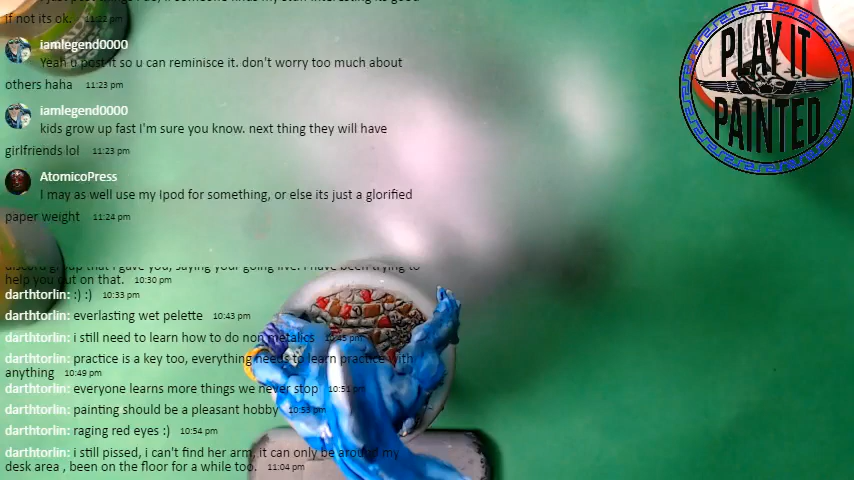 if not its ok. 11:22 pm
iamlegend0000
Yeah u post it so u can reminisce it. don't worry too much about
others haha 11:23 pm
iamlegend0000
kids grow up fast I'm sure you know. next thing they will have
girlfriends lol 11:23 pm
AtomicoPress
I may as well use my Ipod for something, or else its just a glorified
paper weight 11:24 pm
PLAY IT
PAINTED
discord group that i gave you, saying your going live. i have been trying to
help you out on that. 10:30 pm
darthtorlin: :) :) 10:33 pm
darthtorlin: everlasting wet pelette 10:43 pm
darthtorlin: i still need to learn how to do non metalics 10:45 pm
darthtorlin: practice is a key too, everything needs to learn practice with
anything 10:49 pm
darthtorlin: everyone learns more things we never stop 10:51 pm
darthtorlin: painting should be a pleasant hobby 10:53 pm
darthtorlin: raging red eyes :) 10:54 pm
darthtorlin: i still pissed, i can't find her arm, it can only be around my
desk area , been on the floor for a while too. 11:04 pm